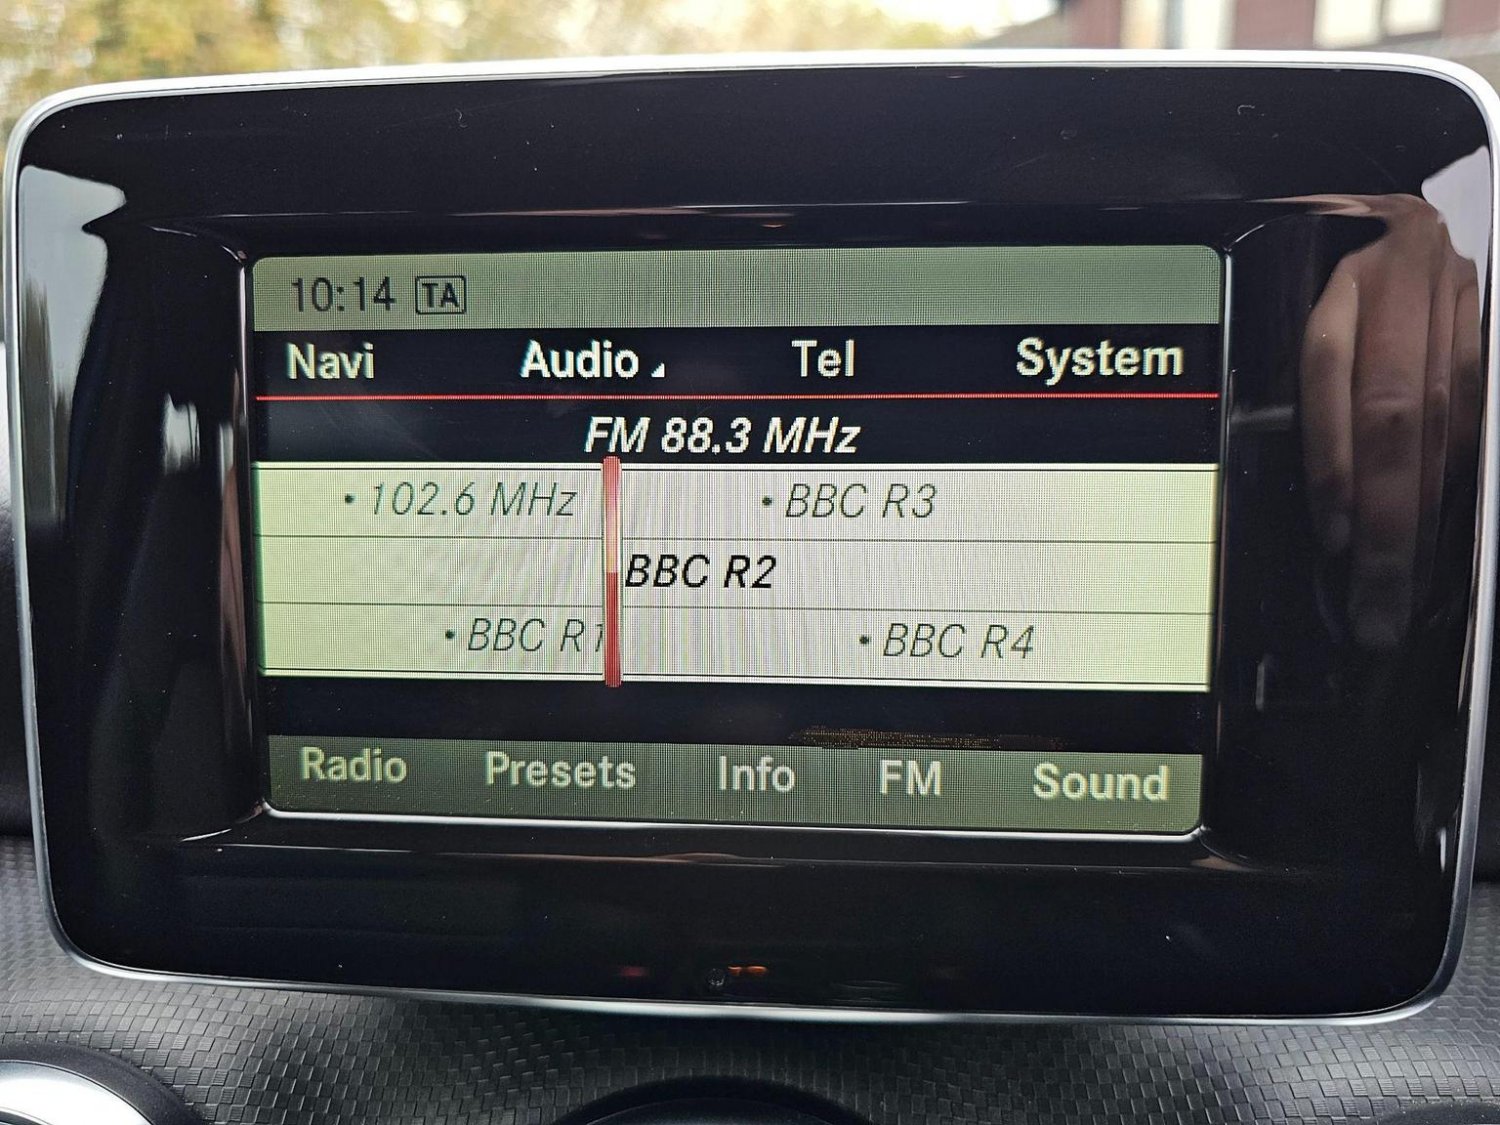 10:14 TA
Navi Audio Tel System
FM 88.3 MHz
• 102.6 MHz • BBC R3
BBC R2
• BBC R1 • BBC R4
Radio Presets Info FM Sound